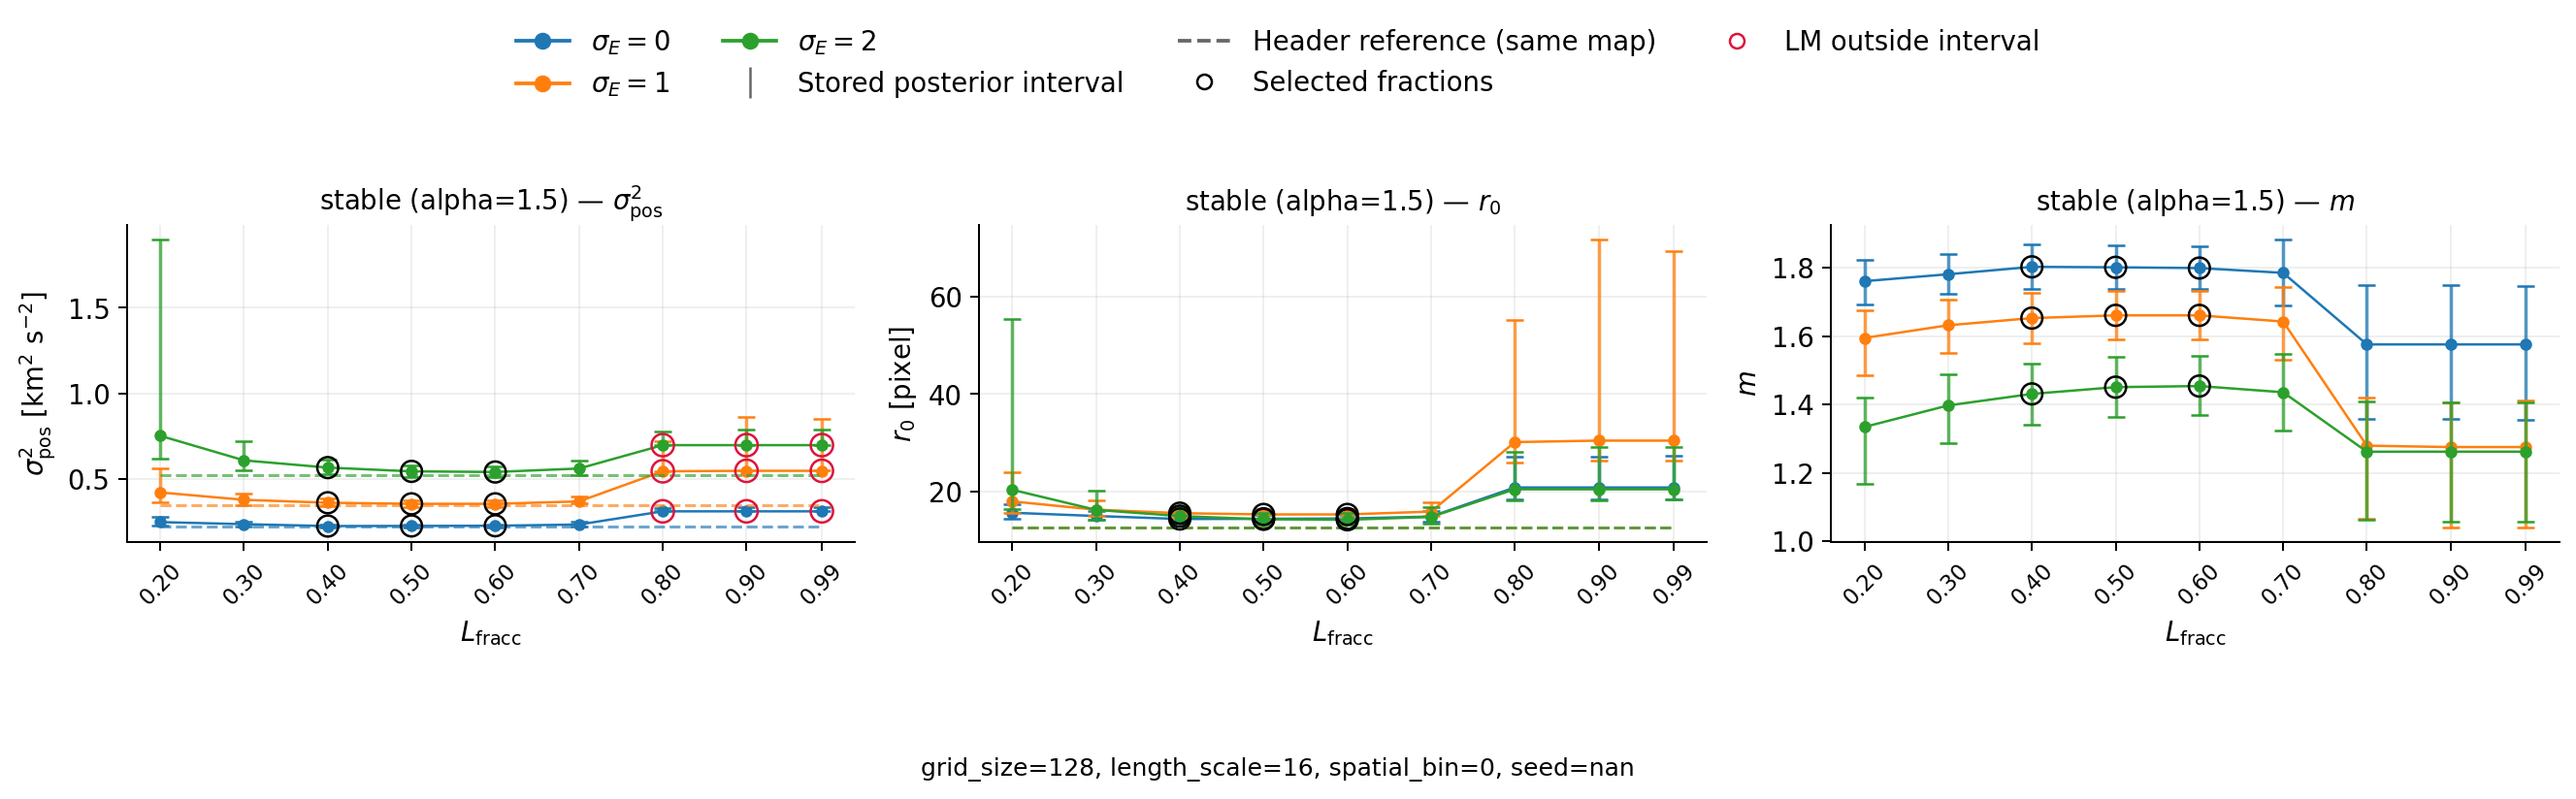 σ_E = 0
σ_E = 1
σ_E = 2
Stored posterior interval
Header reference (same map)
Selected fractions
LM outside interval
stable (alpha=1.5) — σ²_pos
σ²_pos [km² s⁻²]
1.5
1.0
0.5
0.20 0.30 0.40 0.50 0.60 0.70 0.80 0.90 0.99
L_fracc
stable (alpha=1.5) — r₀
r₀ [pixel]
60
40
20
0.20 0.30 0.40 0.50 0.60 0.70 0.80 0.90 0.99
L_fracc
stable (alpha=1.5) — m
m
1.8
1.6
1.4
1.2
1.0
0.20 0.30 0.40 0.50 0.60 0.70 0.80 0.90 0.99
L_fracc
grid_size=128, length_scale=16, spatial_bin=0, seed=nan